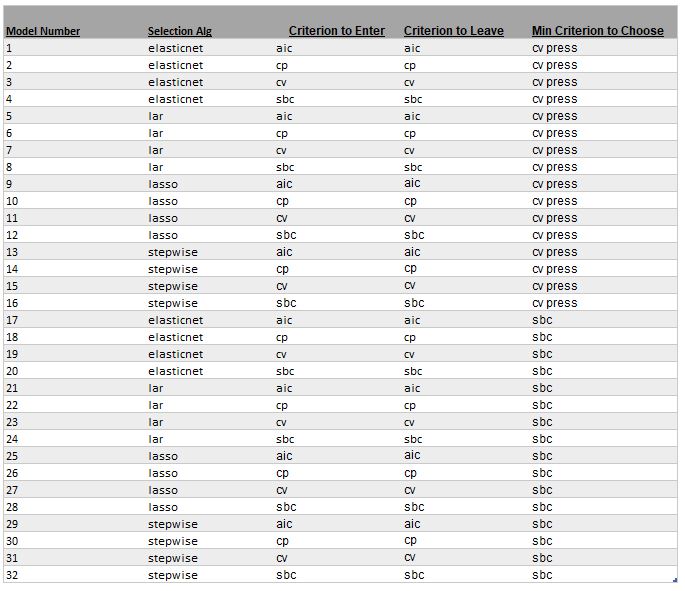 Model Number Selection Alg Criterion to Enter Criterion to Leave Min Criterion to Choose
1 elasticnet aic aic cv press
2 elasticnet cp cp cv press
3 elasticnet cv cv cv press
4 elasticnet sbc sbc cv press
5 lar aic aic cv press
6 lar cp cp cv press
7 lar cv cv cv press
8 lar sbc sbc cv press
9 lasso aic aic cv press
10 lasso cp cp cv press
11 lasso cv cv cv press
12 lasso sbc sbc cv press
13 stepwise aic aic cv press
14 stepwise cp cp cv press
15 stepwise cv cv cv press
16 stepwise sbc sbc cv press
17 elasticnet aic aic sbc
18 elasticnet cp cp sbc
19 elasticnet cv cv sbc
20 elasticnet sbc sbc sbc
21 lar aic aic sbc
22 lar cp cp sbc
23 lar cv cv sbc
24 lar sbc sbc sbc
25 lasso aic aic sbc
26 lasso cp cp sbc
27 lasso cv cv sbc
28 lasso sbc sbc sbc
29 stepwise aic aic sbc
30 stepwise cp cp sbc
31 stepwise cv cv sbc
32 stepwise sbc sbc sbc